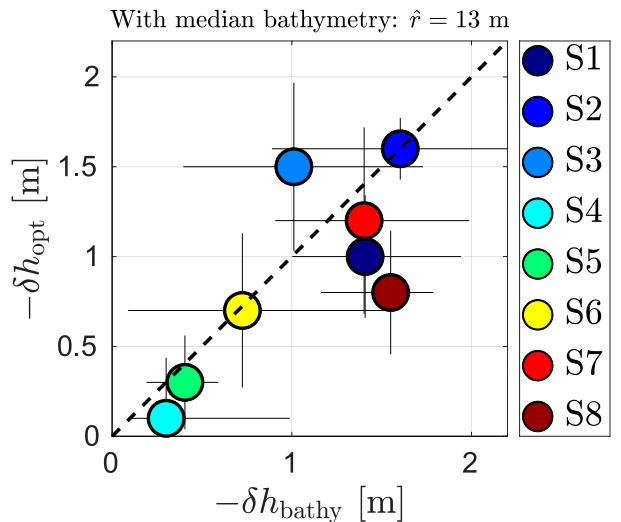 With median bathymetry: r̂ = 13 m
2
1.5
1
0.5
0
0 1 2
−δh_opt [m]
−δh_bathy [m]
S1
S2
S3
S4
S5
S6
S7
S8